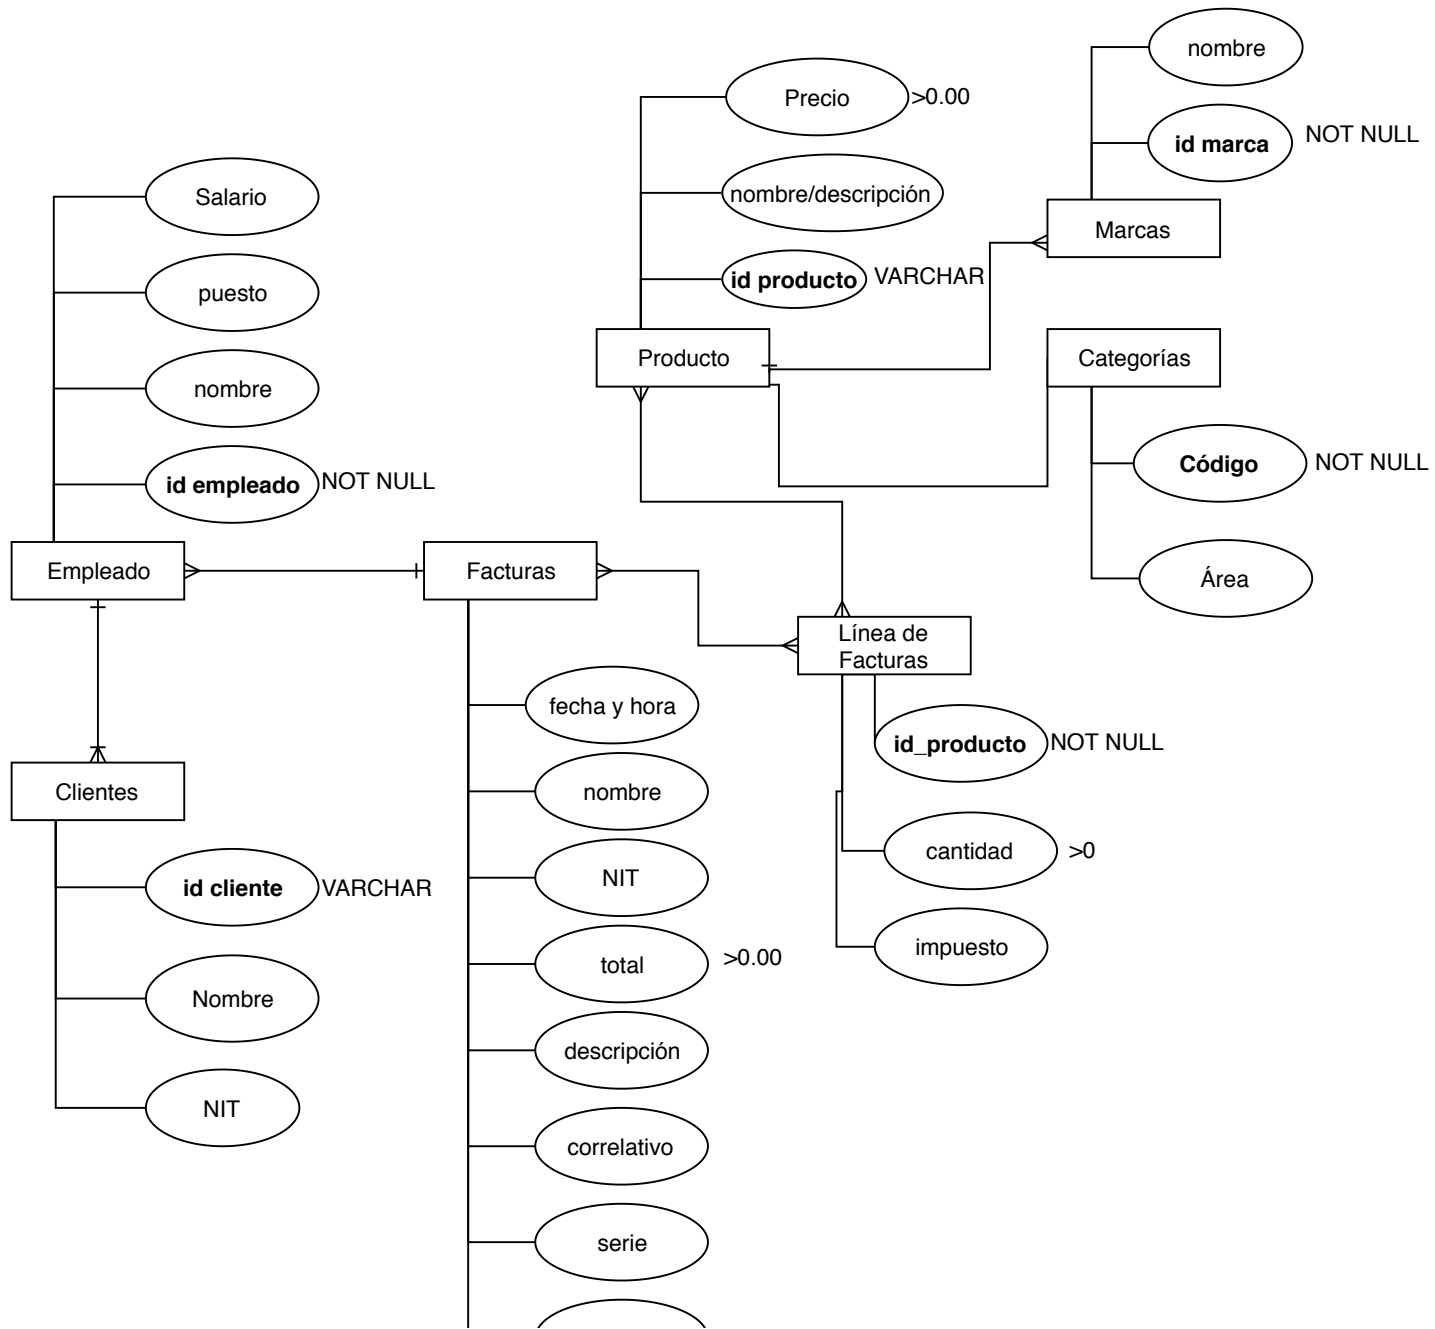 nombre
Precio
>0.00
id marca
NOT NULL
Salario
nombre/descripción
Marcas
puesto
id producto
VARCHAR
Producto
Categorías
nombre
Código
NOT NULL
id empleado
NOT NULL
Empleado
Facturas
Área
Línea de
Facturas
fecha y hora
id_producto
NOT NULL
nombre
Clientes
cantidad
>0
id cliente
VARCHAR
NIT
impuesto
total
>0.00
Nombre
descripción
NIT
correlativo
serie